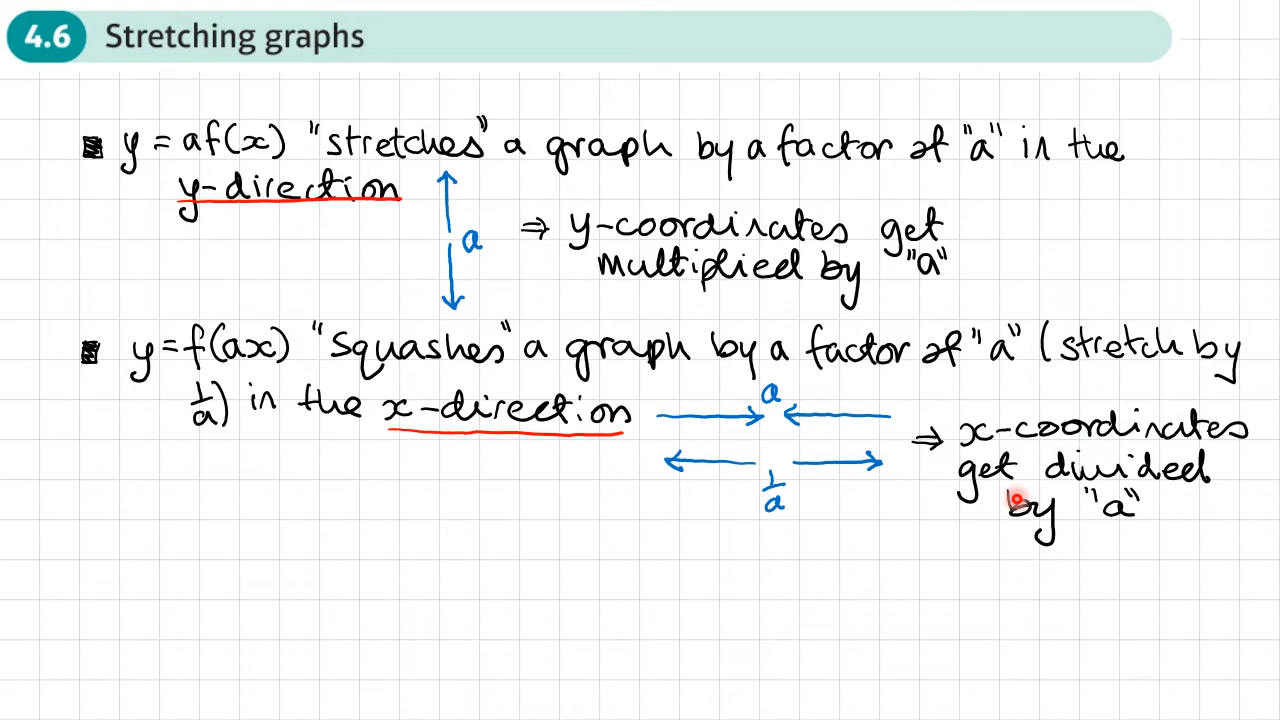 4.6 Stretching graphs
y = af(x) "stretches" a graph by a factor of "a" in the
y-direction
a
⇒ y-coordinates get
multiplied by "a"
y = f(ax) "squashes" a graph by a factor of "a" (stretch by
1/a) in the x-direction
a
1/a
⇒ x-coordinates
get divided
by "a"